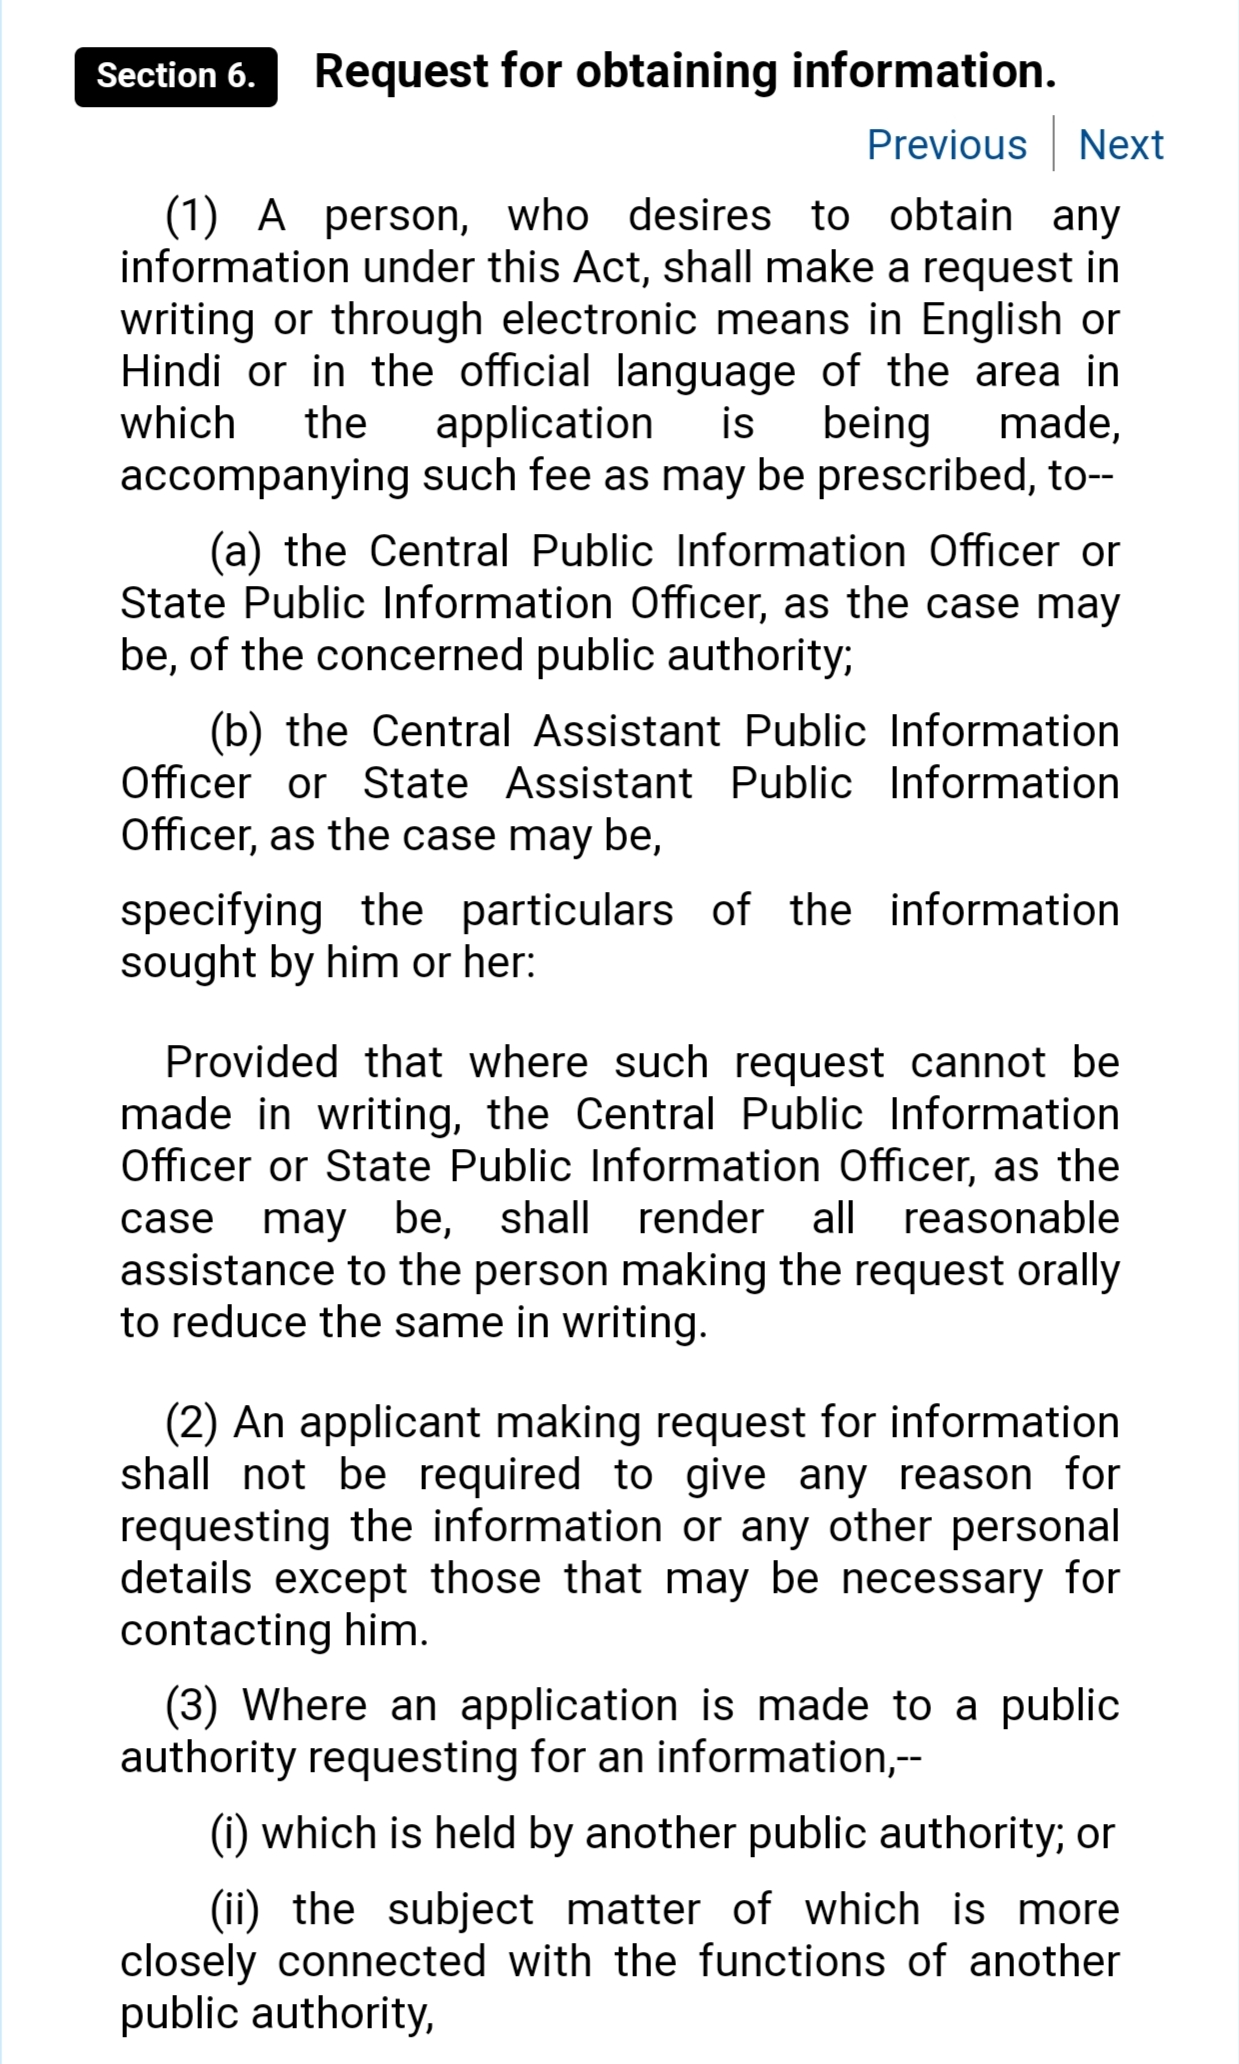 Section 6. Request for obtaining information.
Previous | Next
(1) A person, who desires to obtain any
information under this Act, shall make a request in
writing or through electronic means in English or
Hindi or in the official language of the area in
which the application is being made,
accompanying such fee as may be prescribed, to--
(a) the Central Public Information Officer or
State Public Information Officer, as the case may
be, of the concerned public authority;
(b) the Central Assistant Public Information
Officer or State Assistant Public Information
Officer, as the case may be,
specifying the particulars of the information
sought by him or her:
Provided that where such request cannot be
made in writing, the Central Public Information
Officer or State Public Information Officer, as the
case may be, shall render all reasonable
assistance to the person making the request orally
to reduce the same in writing.
(2) An applicant making request for information
shall not be required to give any reason for
requesting the information or any other personal
details except those that may be necessary for
contacting him.
(3) Where an application is made to a public
authority requesting for an information,--
(i) which is held by another public authority; or
(ii) the subject matter of which is more
closely connected with the functions of another
public authority,